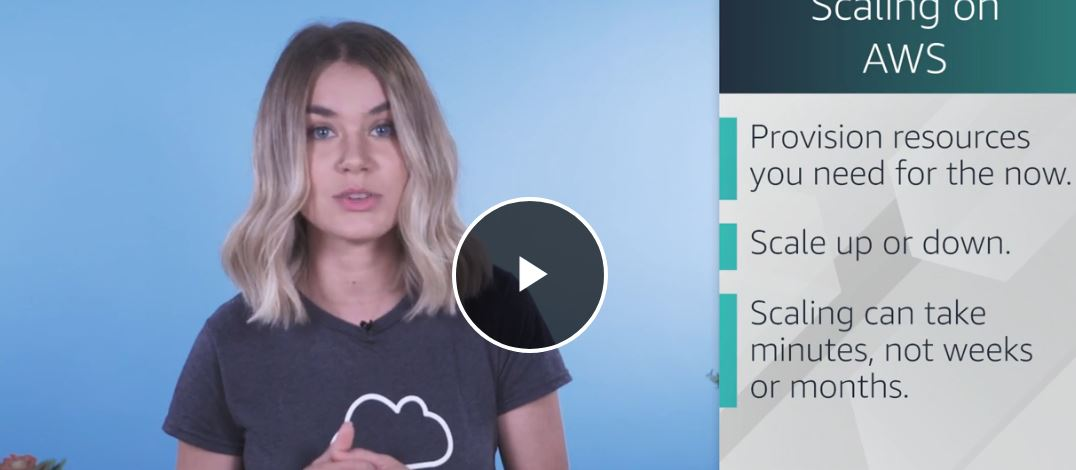 Scaling on
AWS
Provision resources
you need for the now.
Scale up or down.
Scaling can take
minutes, not weeks
or months.